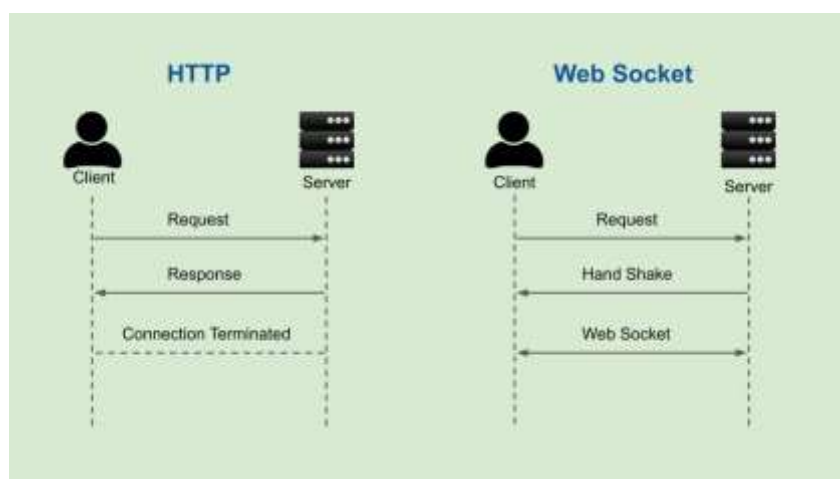 HTTP
Client
Server
Request
Response
Connection Terminated
Web Socket
Client
Server
Request
Hand Shake
Web Socket